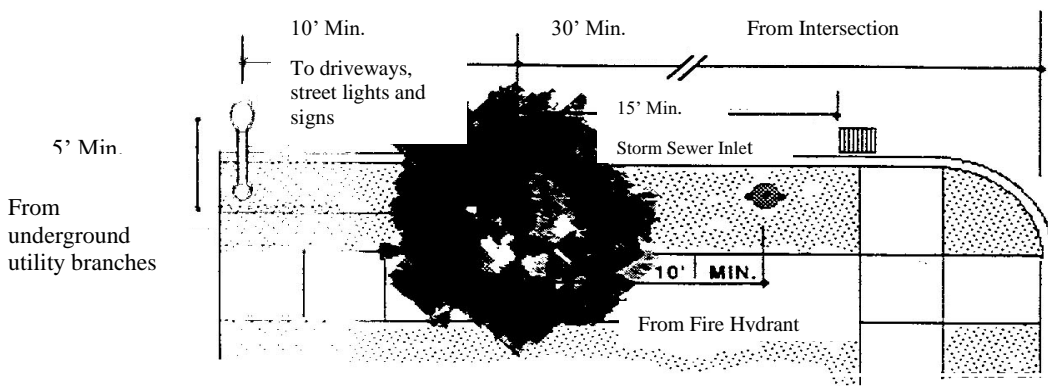 10’ Min.
30’ Min.
From Intersection
To driveways,
street lights and
signs
15’ Min.
5’ Min.
Storm Sewer Inlet
From
underground
utility branches
10' MIN.
From Fire Hydrant